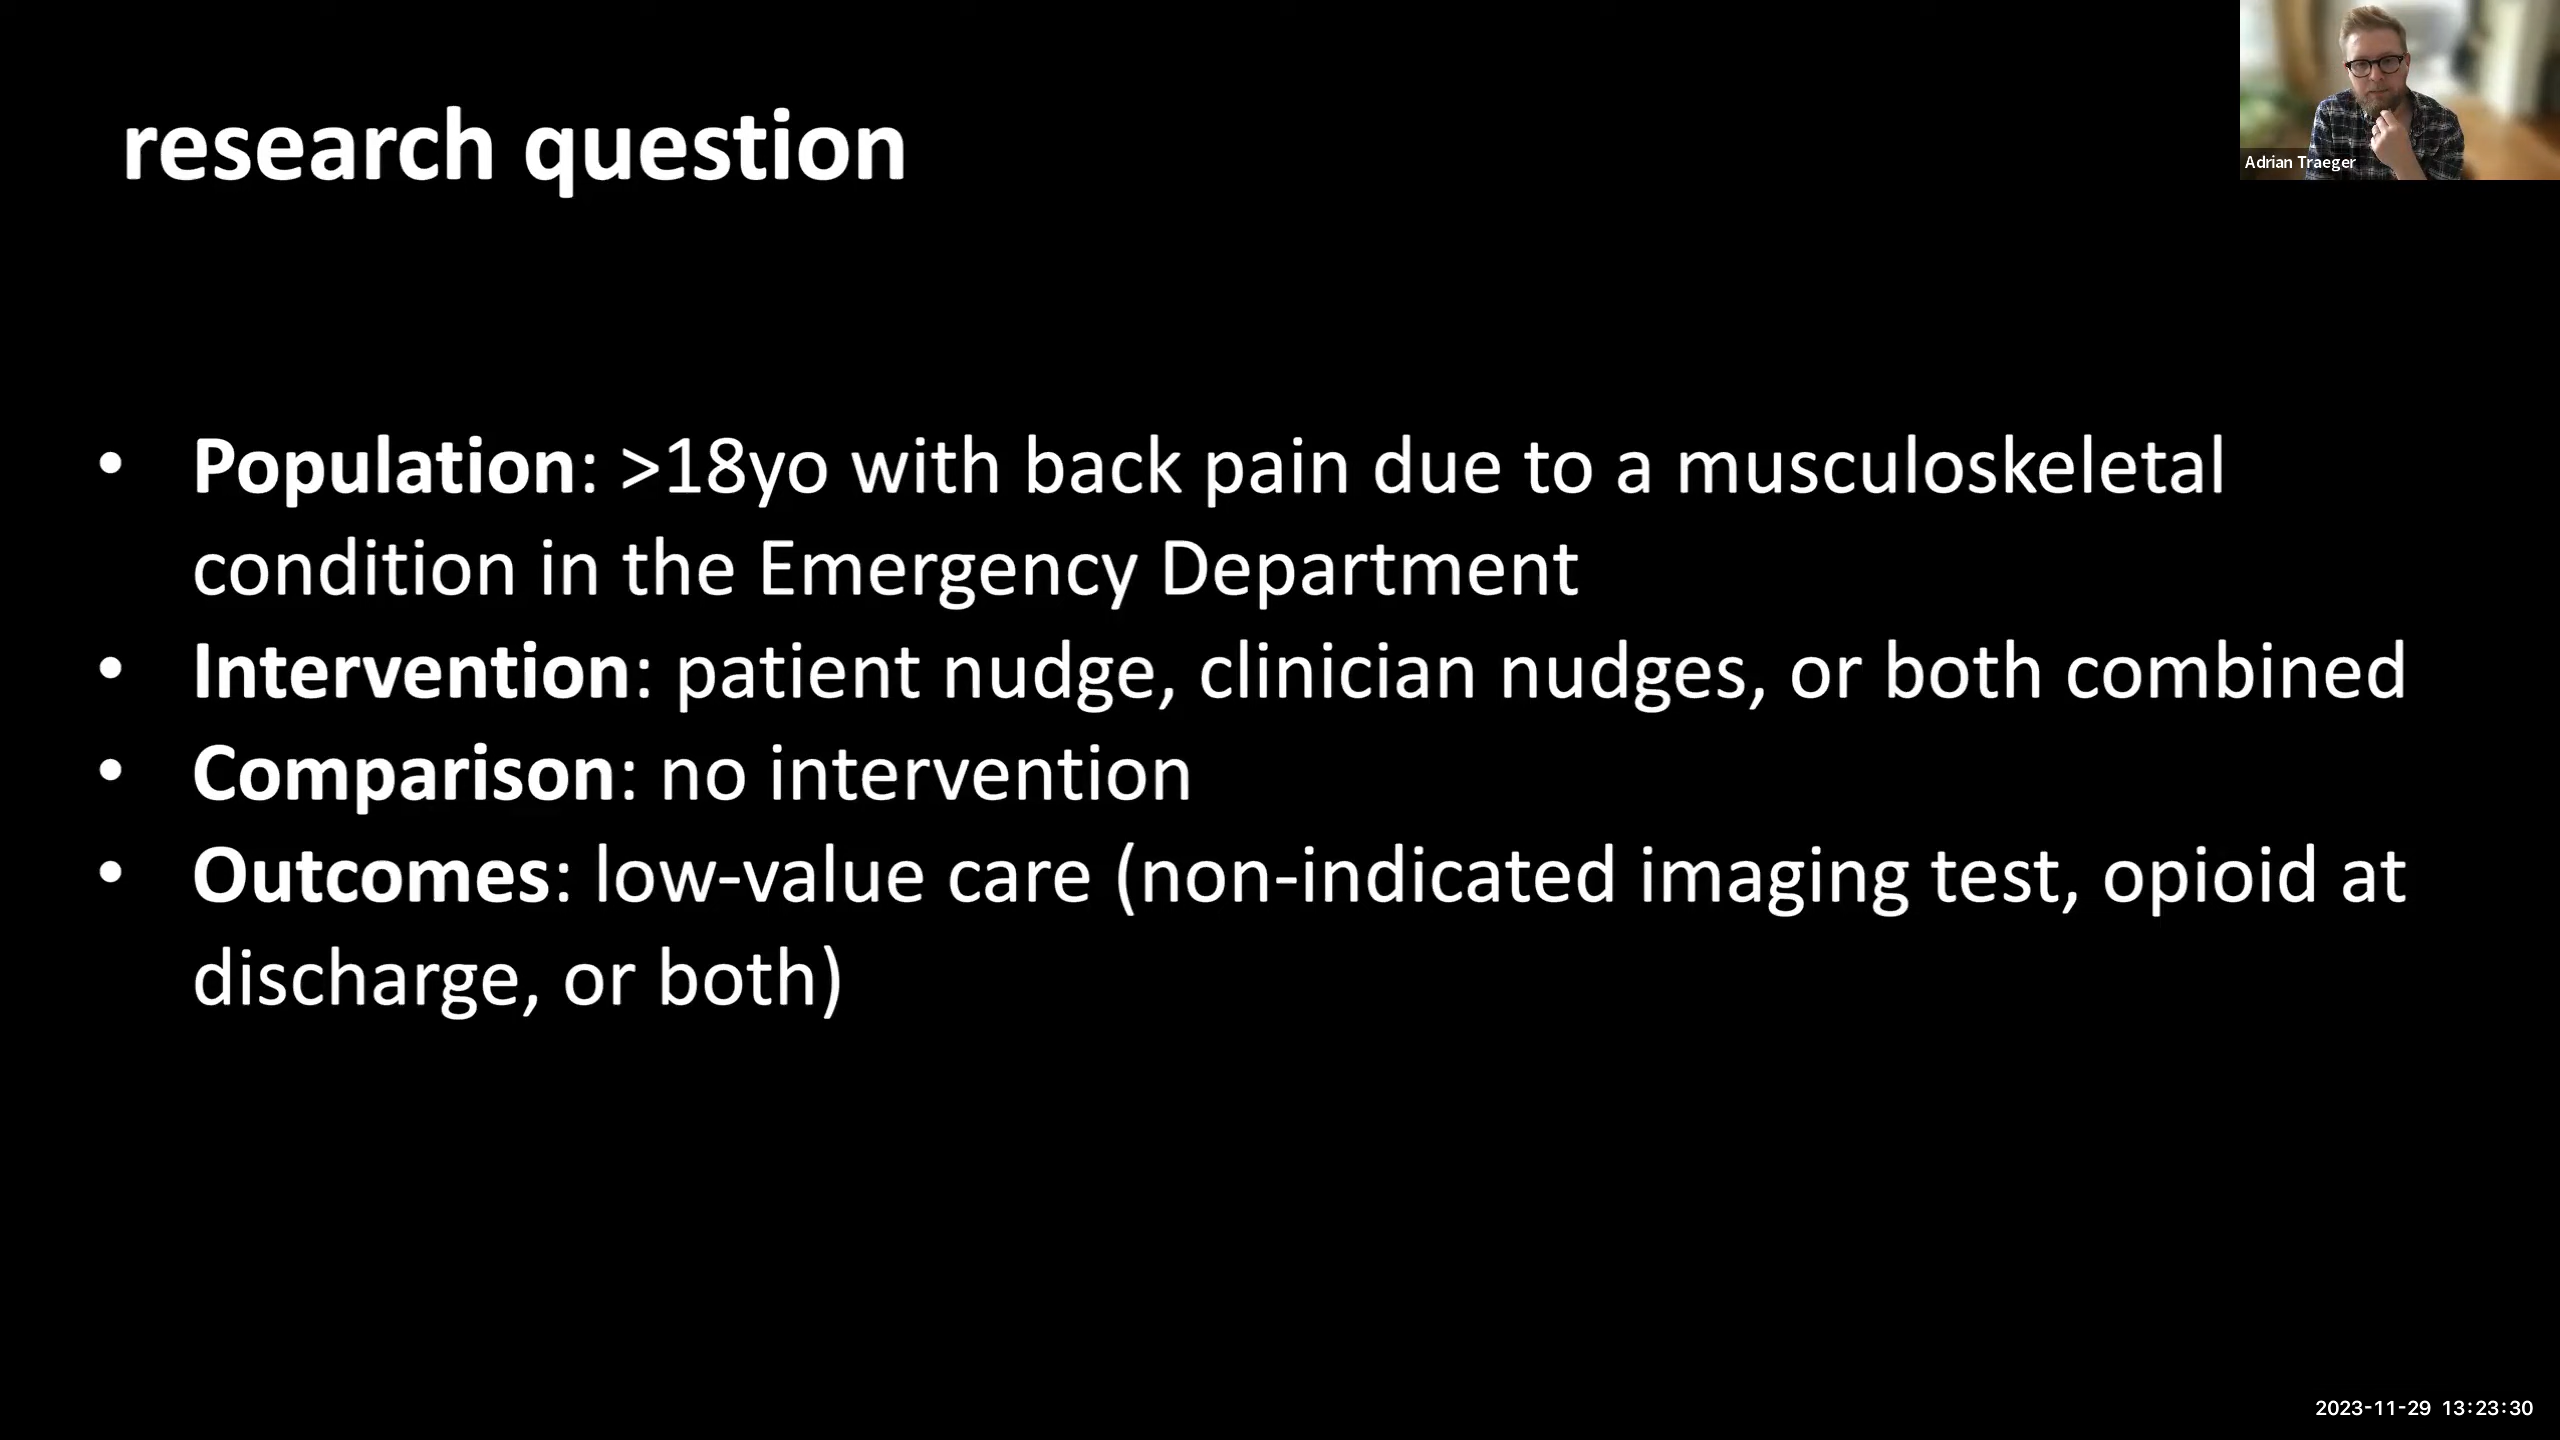 research question
Adrian Traeger
• Population: >18yo with back pain due to a musculoskeletal
condition in the Emergency Department
• Intervention: patient nudge, clinician nudges, or both combined
• Comparison: no intervention
• Outcomes: low-value care (non-indicated imaging test, opioid at
discharge, or both)
2023-11-29 13:23:30